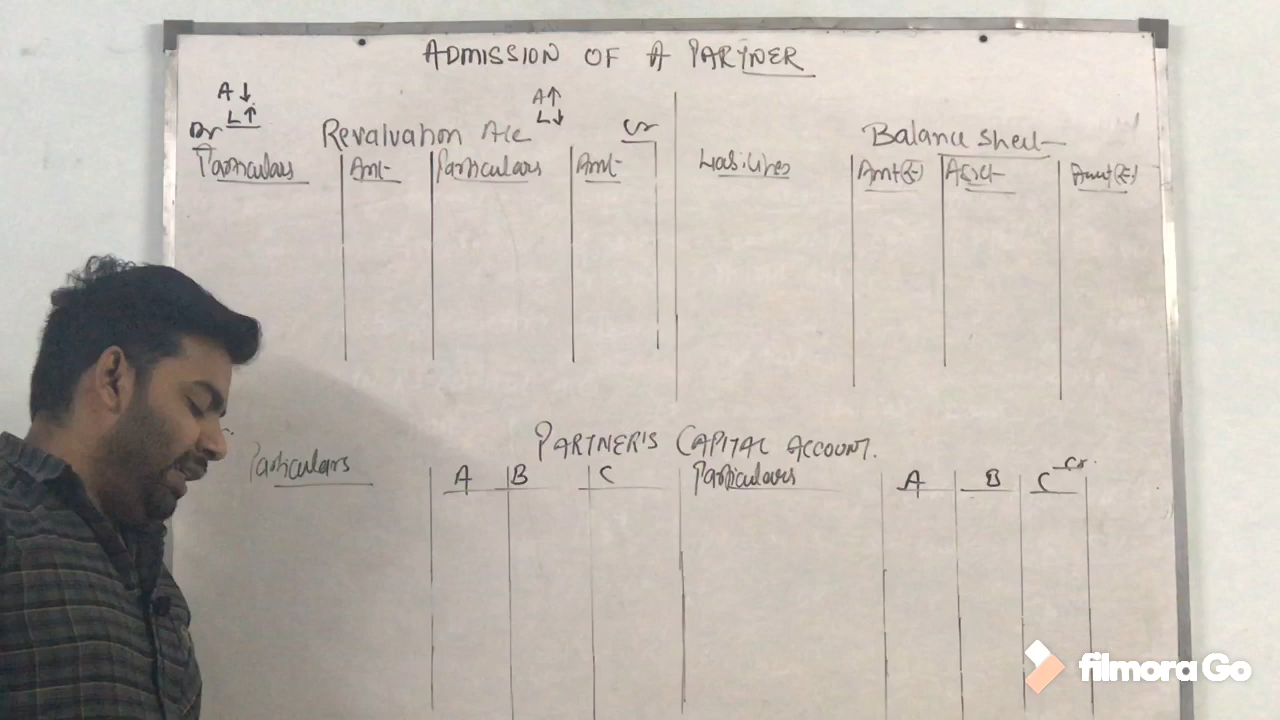 ADMISSION OF A PARTNER
A↓
L↑
A↑
L↓
Dr
Revaluation A/c
Cr
Particulars Amt Particulars Amt
Balance Sheet
Liabilities Amt(₹) Asset Amt(₹)
PARTNER'S CAPITAL ACCOUNT.
Cr.
Particulars A B C Particulars A B C
filmora Go